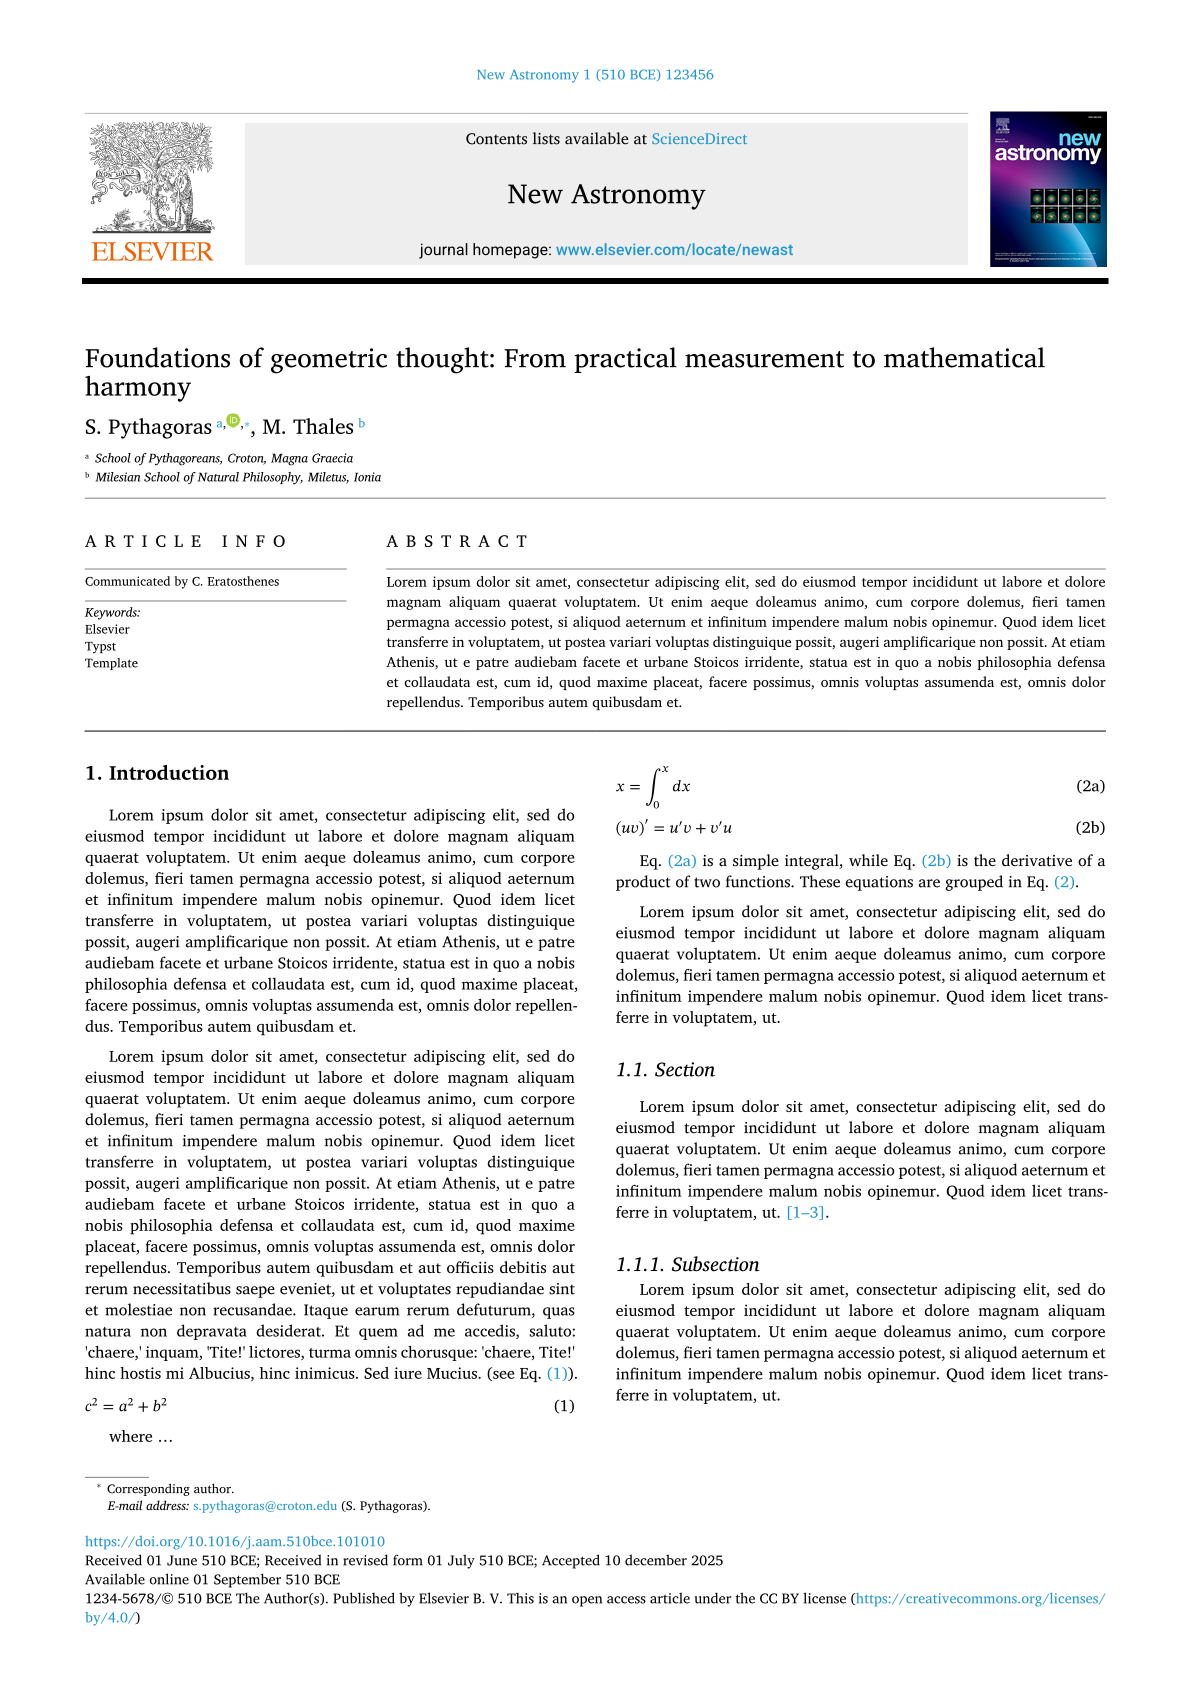 New Astronomy 1 (510 BCE) 123456
Contents lists available at ScienceDirect
New Astronomy
journal homepage: www.elsevier.com/locate/newast
ELSEVIER
new
astronomy
Foundations of geometric thought: From practical measurement to mathematical
harmony
S. Pythagoras a, iD ,*, M. Thales b
a School of Pythagoreans, Croton, Magna Graecia
b Milesian School of Natural Philosophy, Miletus, Ionia
ARTICLE INFO
Communicated by C. Eratosthenes
Keywords:
Elsevier
Typst
Template
ABSTRACT
Lorem ipsum dolor sit amet, consectetur adipiscing elit, sed do eiusmod tempor incididunt ut labore et dolore
magnam aliquam quaerat voluptatem. Ut enim aeque doleamus animo, cum corpore dolemus, fieri tamen
permagna accessio potest, si aliquod aeternum et infinitum impendere malum nobis opinemur. Quod idem licet
transferre in voluptatem, ut postea variari voluptas distinguique possit, augeri amplificarique non possit. At etiam
Athenis, ut e patre audiebam facete et urbane Stoicos irridente, statua est in quo a nobis philosophia defensa
et collaudata est, cum id, quod maxime placeat, facere possimus, omnis voluptas assumenda est, omnis dolor
repellendus. Temporibus autem quibusdam et.
1. Introduction
Lorem ipsum dolor sit amet, consectetur adipiscing elit, sed do
eiusmod tempor incididunt ut labore et dolore magnam aliquam
quaerat voluptatem. Ut enim aeque doleamus animo, cum corpore
dolemus, fieri tamen permagna accessio potest, si aliquod aeternum
et infinitum impendere malum nobis opinemur. Quod idem licet
transferre in voluptatem, ut postea variari voluptas distinguique
possit, augeri amplificarique non possit. At etiam Athenis, ut e patre
audiebam facete et urbane Stoicos irridente, statua est in quo a nobis
philosophia defensa et collaudata est, cum id, quod maxime placeat,
facere possimus, omnis voluptas assumenda est, omnis dolor repellen-
dus. Temporibus autem quibusdam et.
Lorem ipsum dolor sit amet, consectetur adipiscing elit, sed do
eiusmod tempor incididunt ut labore et dolore magnam aliquam
quaerat voluptatem. Ut enim aeque doleamus animo, cum corpore
dolemus, fieri tamen permagna accessio potest, si aliquod aeternum
et infinitum impendere malum nobis opinemur. Quod idem licet
transferre in voluptatem, ut postea variari voluptas distinguique
possit, augeri amplificarique non possit. At etiam Athenis, ut e patre
audiebam facete et urbane Stoicos irridente, statua est in quo a
nobis philosophia defensa et collaudata est, cum id, quod maxime
placeat, facere possimus, omnis voluptas assumenda est, omnis dolor
repellendus. Temporibus autem quibusdam et aut officiis debitis aut
rerum necessitatibus saepe eveniet, ut et voluptates repudiandae sint
et molestiae non recusandae. Itaque earum rerum defuturum, quas
natura non depravata desiderat. Et quem ad me accedis, saluto:
'chaere,' inquam, 'Tite!' lictores, turma omnis chorusque: 'chaere, Tite!'
hinc hostis mi Albucius, hinc inimicus. Sed iure Mucius. (see Eq. (1)).
c² = a² + b² (1)
where …
x = ∫₀ˣ dx (2a)
(uv)′ = u′v + v′u (2b)
Eq. (2a) is a simple integral, while Eq. (2b) is the derivative of a
product of two functions. These equations are grouped in Eq. (2).
Lorem ipsum dolor sit amet, consectetur adipiscing elit, sed do
eiusmod tempor incididunt ut labore et dolore magnam aliquam
quaerat voluptatem. Ut enim aeque doleamus animo, cum corpore
dolemus, fieri tamen permagna accessio potest, si aliquod aeternum et
infinitum impendere malum nobis opinemur. Quod idem licet trans-
ferre in voluptatem, ut.
1.1. Section
Lorem ipsum dolor sit amet, consectetur adipiscing elit, sed do
eiusmod tempor incididunt ut labore et dolore magnam aliquam
quaerat voluptatem. Ut enim aeque doleamus animo, cum corpore
dolemus, fieri tamen permagna accessio potest, si aliquod aeternum et
infinitum impendere malum nobis opinemur. Quod idem licet trans-
ferre in voluptatem, ut. [1–3].
1.1.1. Subsection
Lorem ipsum dolor sit amet, consectetur adipiscing elit, sed do
eiusmod tempor incididunt ut labore et dolore magnam aliquam
quaerat voluptatem. Ut enim aeque doleamus animo, cum corpore
dolemus, fieri tamen permagna accessio potest, si aliquod aeternum et
infinitum impendere malum nobis opinemur. Quod idem licet trans-
ferre in voluptatem, ut.
* Corresponding author.
E-mail address: s.pythagoras@croton.edu (S. Pythagoras).
https://doi.org/10.1016/j.aam.510bce.101010
Received 01 June 510 BCE; Received in revised form 01 July 510 BCE; Accepted 10 december 2025
Available online 01 September 510 BCE
1234-5678/© 510 BCE The Author(s). Published by Elsevier B. V. This is an open access article under the CC BY license (https://creativecommons.org/licenses/
by/4.0/)